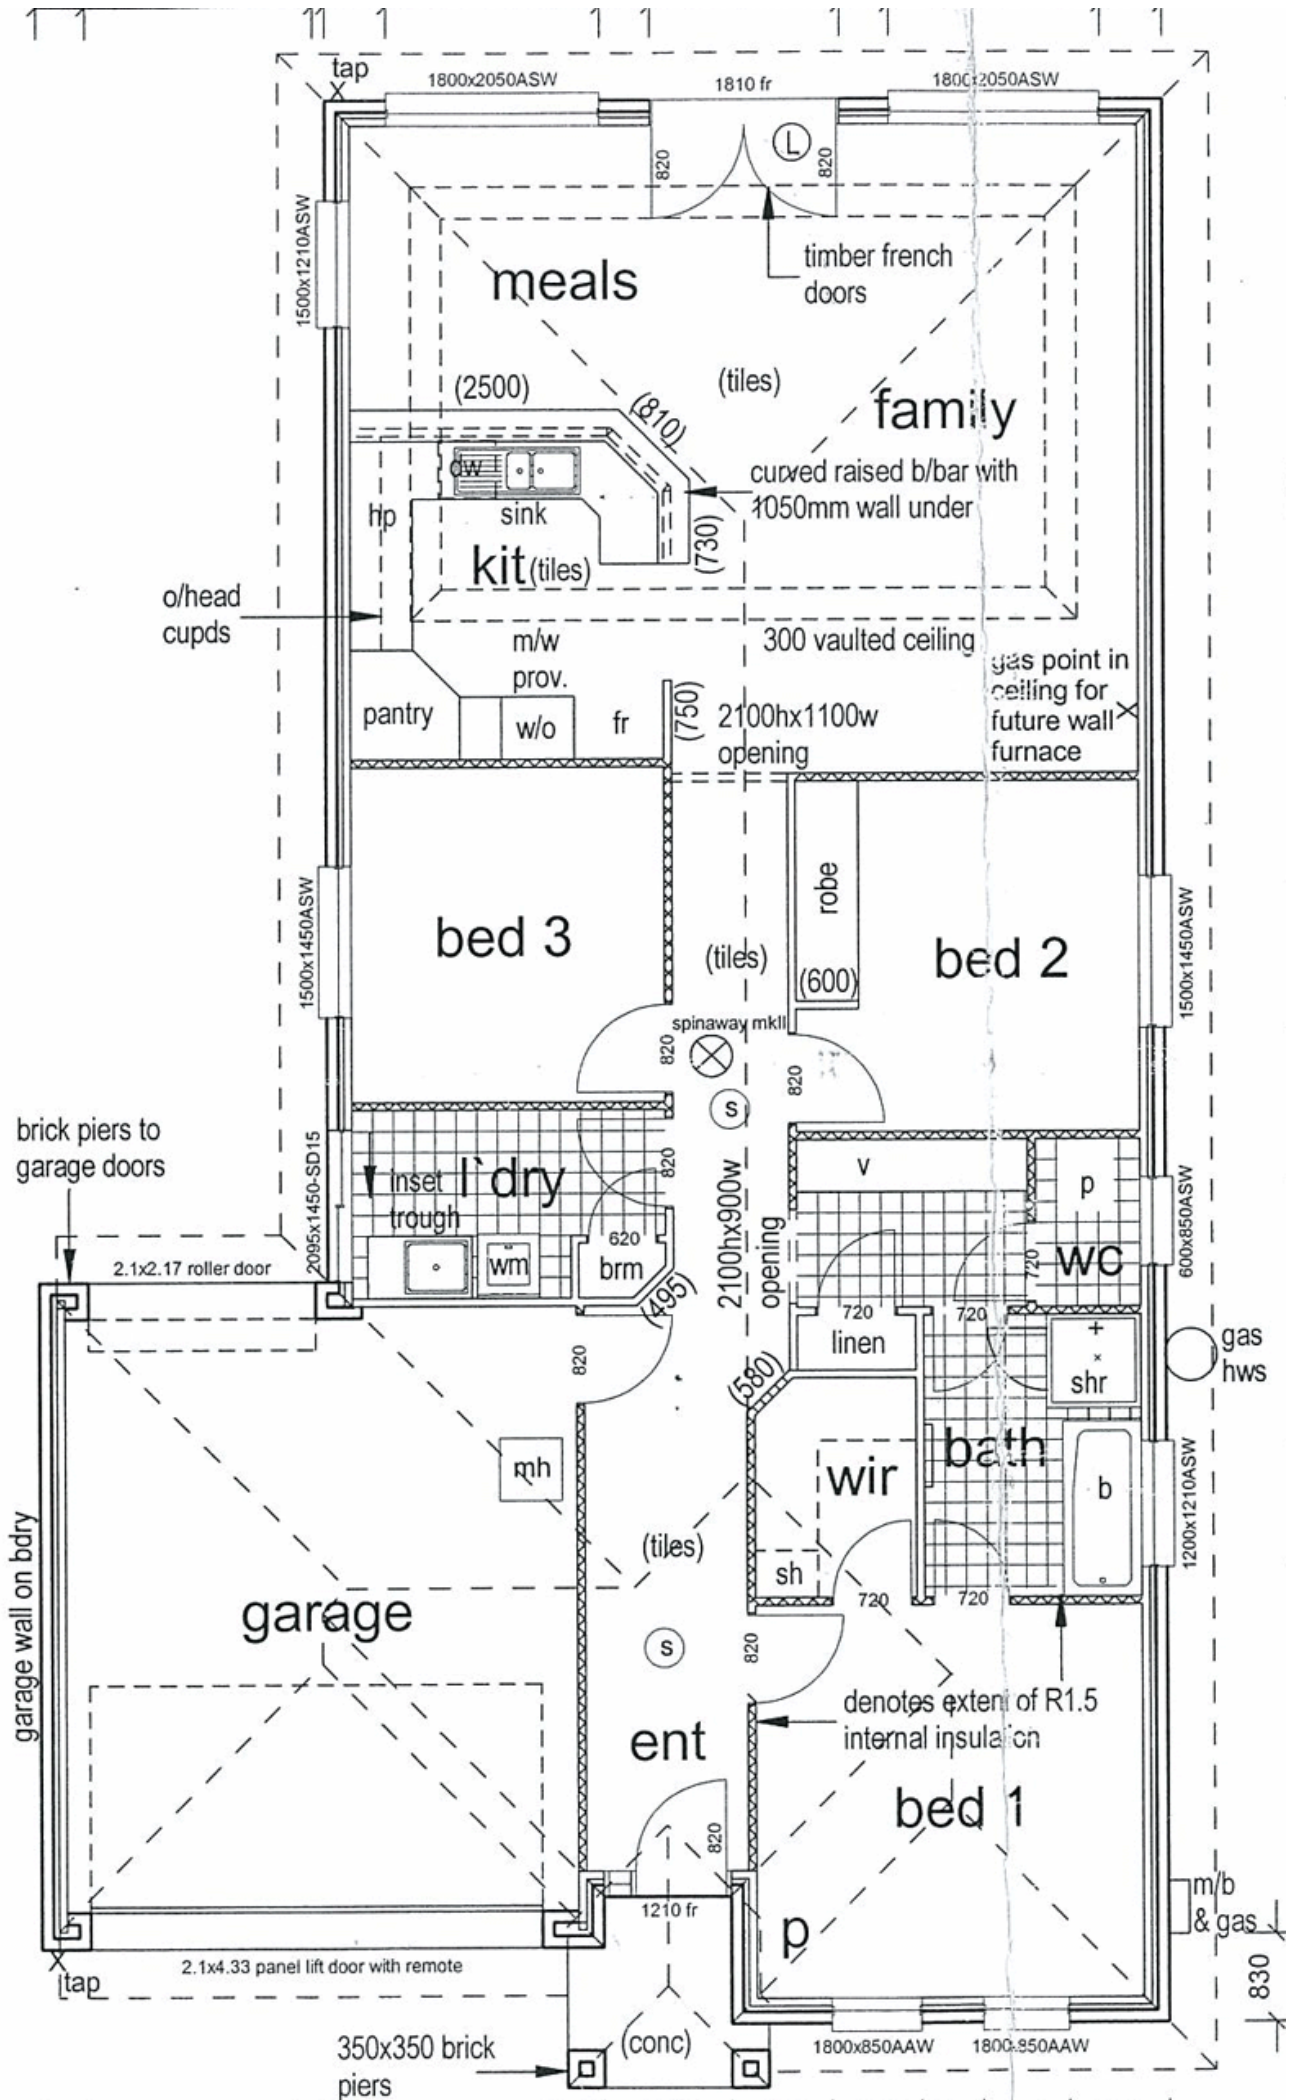 tap
1800x2050ASW
1810 fr
1800x2050ASW
820
L
820
1500x1210ASW
timber french
doors
meals
(tiles)
(2500)
(810)
family
dw
curved raised b/bar with
1050mm wall under
hp
sink
(730)
kit (tiles)
o/head
cupds
m/w
prov.
300 vaulted ceiling
gas point in
ceiling for
future wall
furnace
pantry
w/o
fr
(750)
2100hx1100w
opening
robe
bed 3
(tiles)
bed 2
1500x1450ASW
1500x1450ASW
(600)
spinaway mkII
820
820
s
brick piers to
garage doors
2095x1450-SD15
inset
trough
l`dry
820
2100hx900w
opening
v
p
600x850ASW
620
wm
brm
720
wc
2.1x2.17 roller door
(495)
720
720
linen
gas
hws
820
(580)
shr
mh
wir
bath
b
1200x1210ASW
(tiles)
sh
720
720
garage wall on bdry
garage
s
820
denotes extent of R1.5
internal insulation
ent
bed 1
820
m/b
& gas
1210 fr
p
tap
2.1x4.33 panel lift door with remote
830
350x350 brick
piers
(conc)
1800x850AAW
1800x850AAW